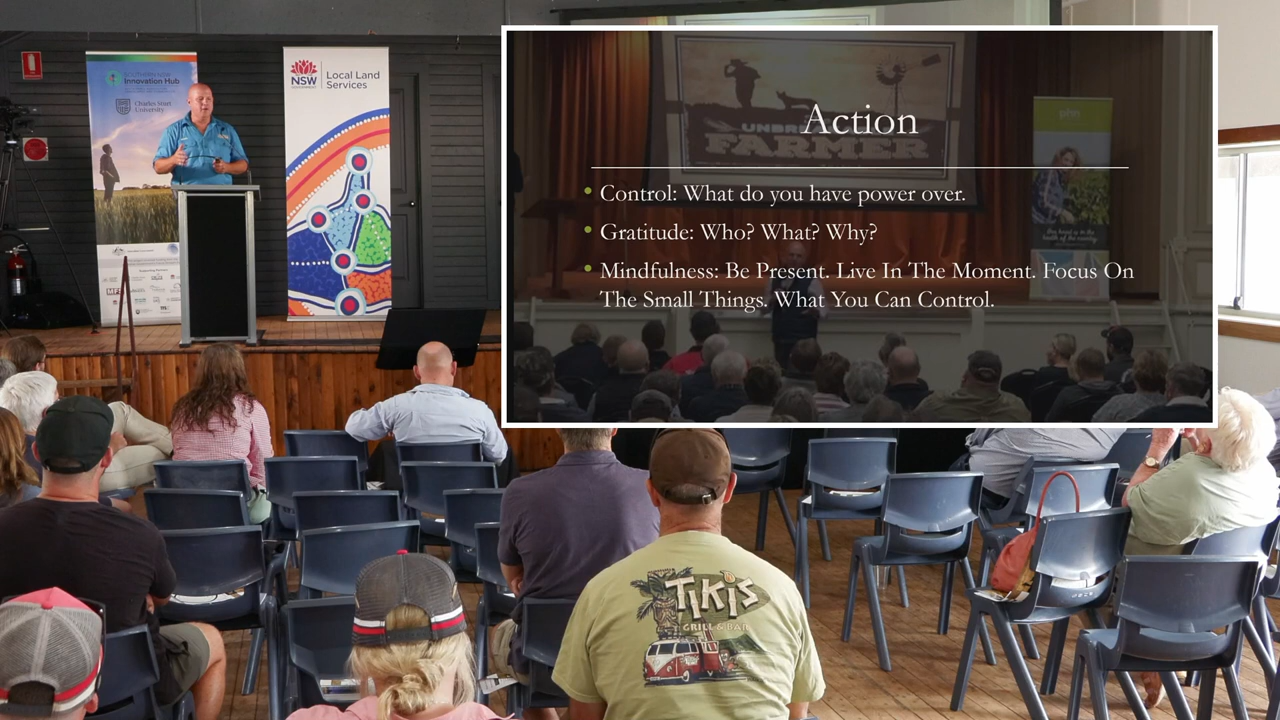 SOUTHERN NSW
Innovation Hub
Charles Sturt
University
NSW
GOVERNMENT
Local Land
Services
Action
UNBR
FARMER
Control: What do you have power over.
Gratitude: Who? What? Why?
Mindfulness: Be Present. Live In The Moment. Focus On
The Small Things. What You Can Control.
TIKIS
GRILL & BAR